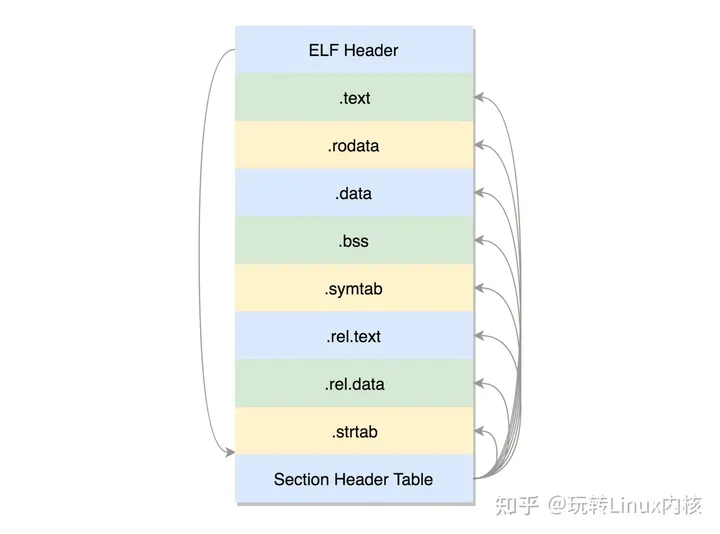 ELF Header
.text
.rodata
.data
.bss
.symtab
.rel.text
.rel.data
.strtab
Section Header Table
知乎 @玩转Linux内核